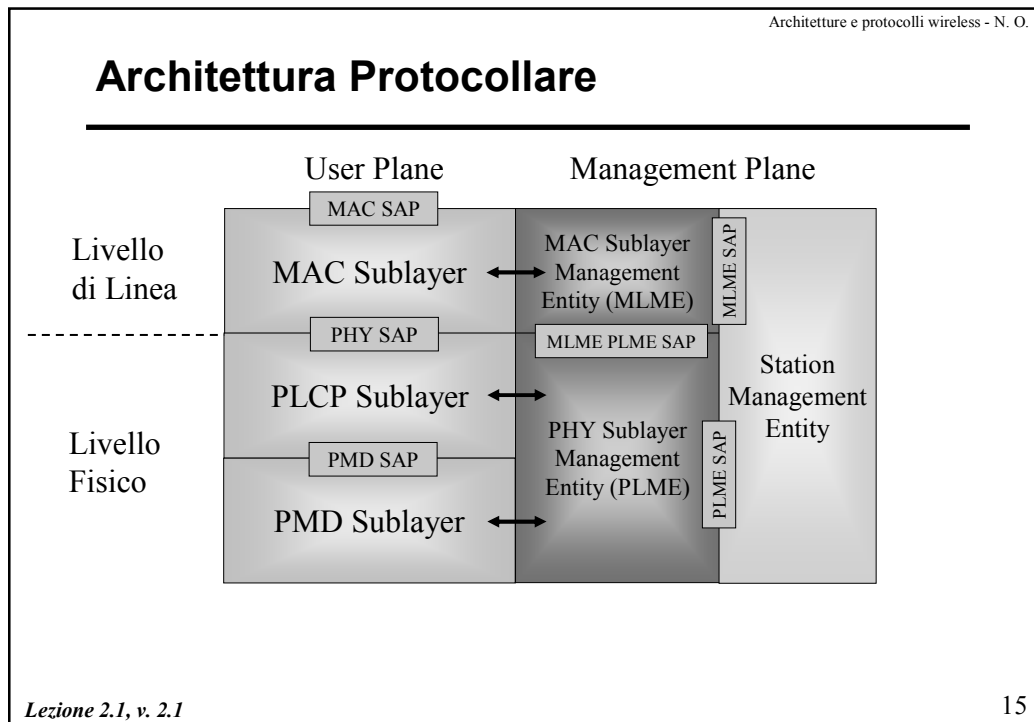 Architetture e protocolli wireless - N. O.
Architettura Protocollare
User Plane
Management Plane
MAC SAP
Livello
di Linea
MAC Sublayer
MAC Sublayer
Management
Entity (MLME)
MLME SAP
PHY SAP
MLME PLME SAP
Station
Management
Entity
PLCP Sublayer
Livello
Fisico
PHY Sublayer
Management
Entity (PLME)
PLME SAP
PMD SAP
PMD Sublayer
Lezione 2.1, v. 2.1
15